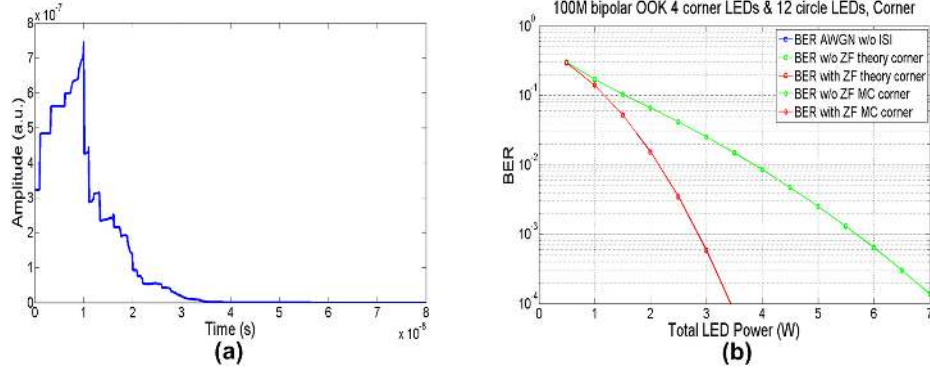 8 x 10^-7
7
6
5
4
3
2
1
0
Amplitude (a.u.)
0 1 2 3 4 5 6 7 8
x 10^-8
Time (s)
(a)
100M bipolar OOK 4 corner LEDs & 12 circle LEDs, Corner
BER AWGN w/o ISI
BER w/o ZF theory corner
BER with ZF theory corner
BER w/o ZF MC corner
BER with ZF MC corner
10^0
10^-1
10^-2
10^-3
10^-4
BER
0 1 2 3 4 5 6 7
Total LED Power (W)
(b)